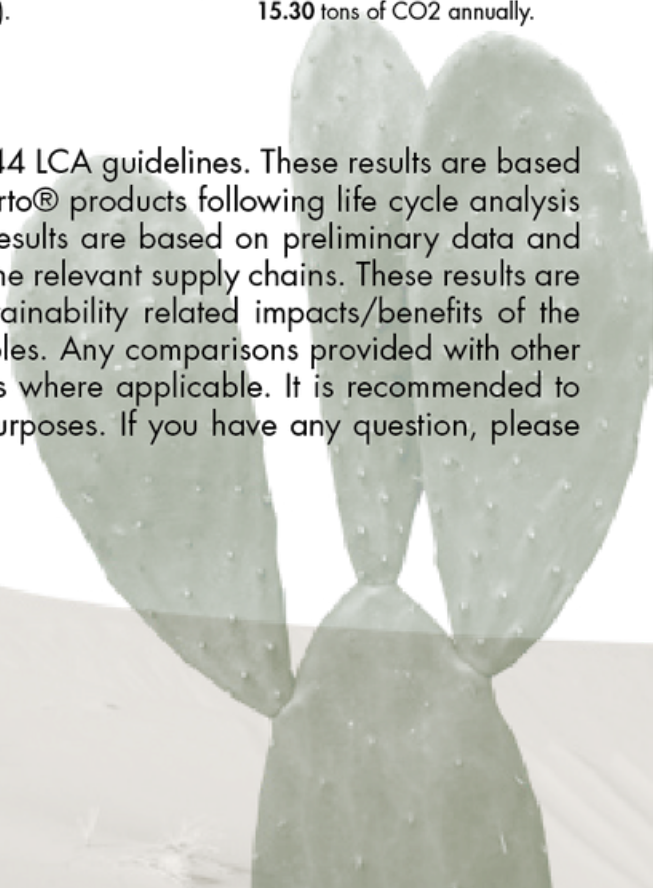 ).
15.30 tons of CO2 annually.
44 LCA guidelines. These results are based
rto® products following life cycle analysis
esults are based on preliminary data and
he relevant supply chains. These results are
ainability related impacts/benefits of the
oles. Any comparisons provided with other
s where applicable. It is recommended to
urposes. If you have any question, please